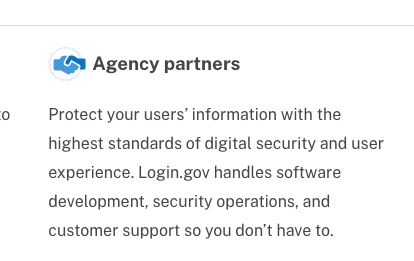 Agency partners
to
Protect your users’ information with the
highest standards of digital security and user
experience. Login.gov handles software
development, security operations, and
customer support so you don’t have to.